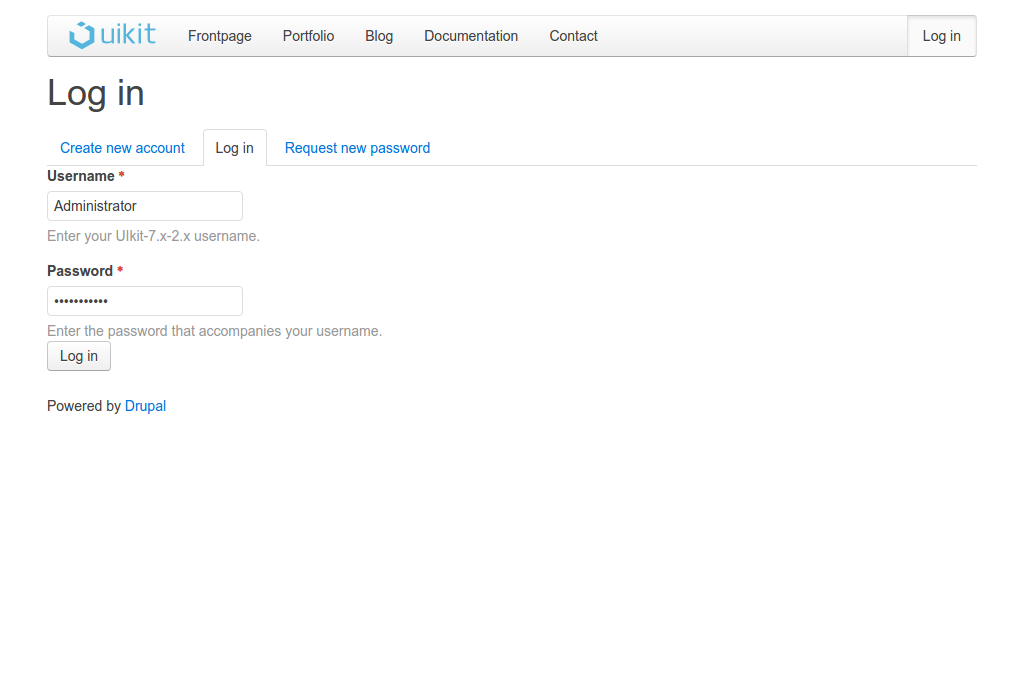 uikit Frontpage Portfolio Blog Documentation Contact Log in
Log in
Create new account Log in Request new password
Username *
Administrator
Enter your UIkit-7.x-2.x username.
Password *
•••••••••••
Enter the password that accompanies your username.
Log in
Powered by Drupal